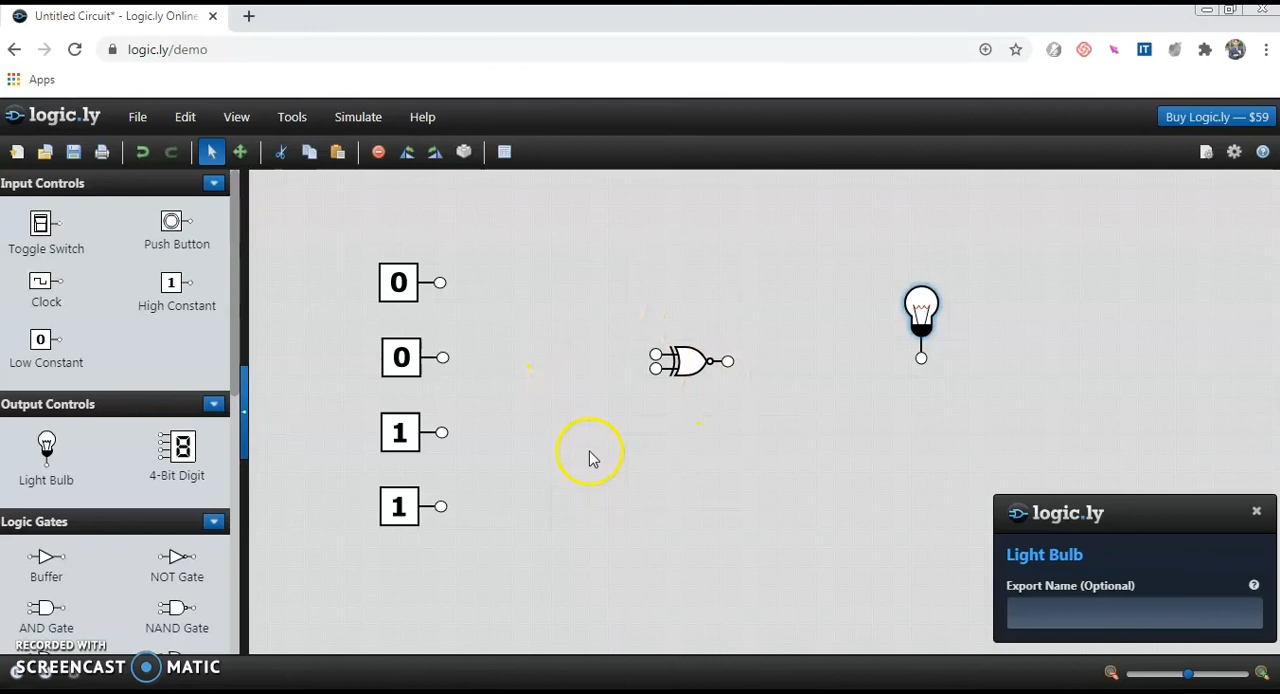 Untitled Circuit* - Logic.ly Online
logic.ly/demo
Apps
logic.ly File Edit View Tools Simulate Help Buy Logic.ly — $59
Input Controls
Toggle Switch Push Button
Clock 1 High Constant
0 Low Constant
Output Controls
Light Bulb 4-Bit Digit
Logic Gates
Buffer NOT Gate
AND Gate NAND Gate
0
0
1
1
logic.ly
Light Bulb
Export Name (Optional)
RECORDED WITH
SCREENCAST MATIC